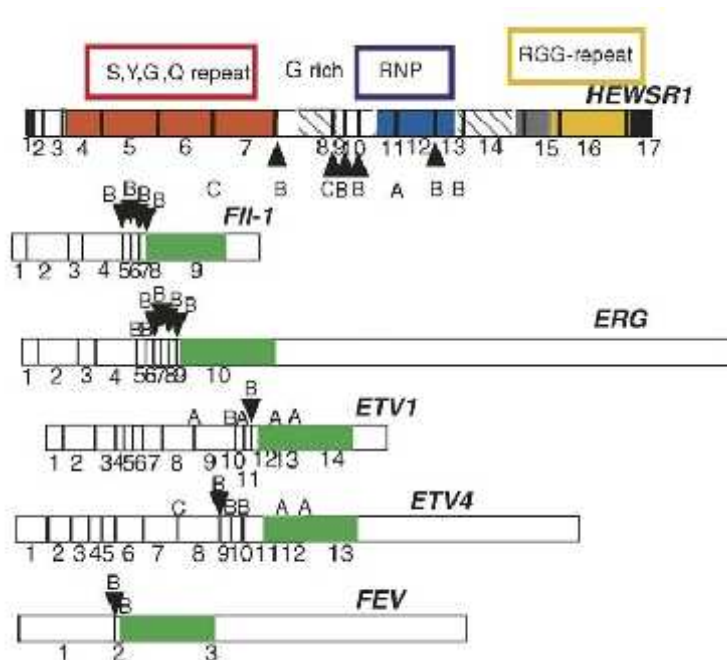 S,Y,G,Q repeat G rich RNP RGG-repeat
HEWSR1
1 2 3 4 5 6 7 8 9 10 11 12 13 14 15 16 17
C B C B B A B B
B B B B
Fli-1
1 2 3 4 5 6 7 8 9
B B B B
B B
ERG
1 2 3 4 5 6 7 8 9 10
B
ETV1
A B A A A
1 2 3 4 5 6 7 8 9 10 12 13 14
11
B
ETV4
C B B A A
1 2 3 4 5 6 7 8 9 10 11 12 13
B
B
FEV
1 2 3